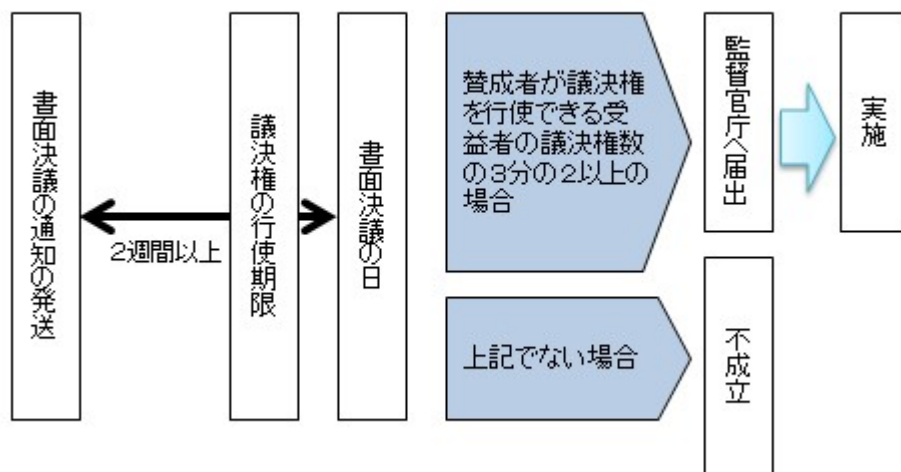 書面決議の通知の発送
2週間以上
議決権の行使期限
書面決議の日
賛成者が議決権
を行使できる受
益者の議決権数
の3分の2以上の
場合
監督官庁へ届出
実施
上記でない場合
不成立